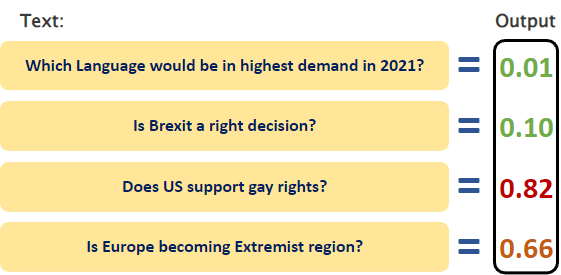 Text: Output
Which Language would be in highest demand in 2021? = 0.01
Is Brexit a right decision? = 0.10
Does US support gay rights? = 0.82
Is Europe becoming Extremist region? = 0.66